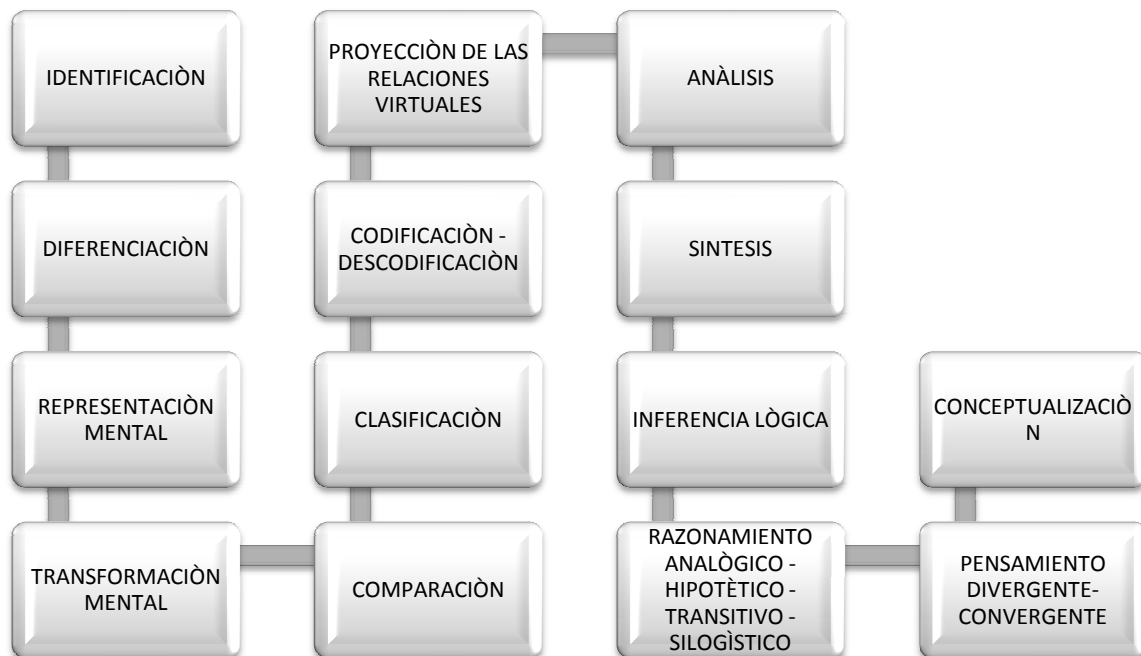 IDENTIFICACIÒN
DIFERENCIACIÒN
REPRESENTACIÒN
MENTAL
TRANSFORMACIÒN
MENTAL
COMPARACIÒN
CLASIFICACIÒN
CODIFICACIÒN -
DESCODIFICACIÒN
PROYECCIÒN DE LAS
RELACIONES
VIRTUALES
ANÀLISIS
SINTESIS
INFERENCIA LÒGICA
RAZONAMIENTO
ANALÒGICO -
HIPOTÈTICO -
TRANSITIVO -
SILOGÌSTICO
PENSAMIENTO
DIVERGENTE-
CONVERGENTE
CONCEPTUALIZACIÒ
N